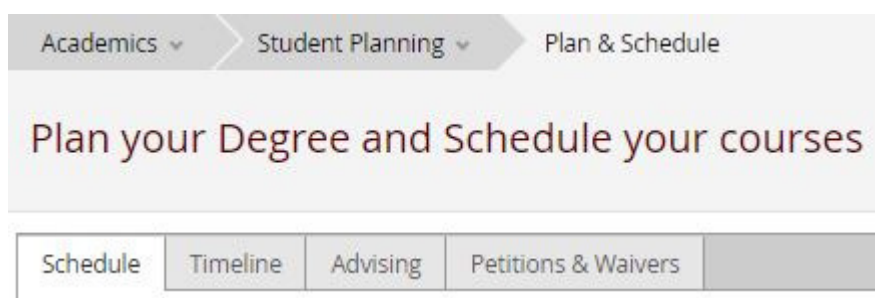 Academics Student Planning Plan & Schedule
Plan your Degree and Schedule your courses
Schedule Timeline Advising Petitions & Waivers